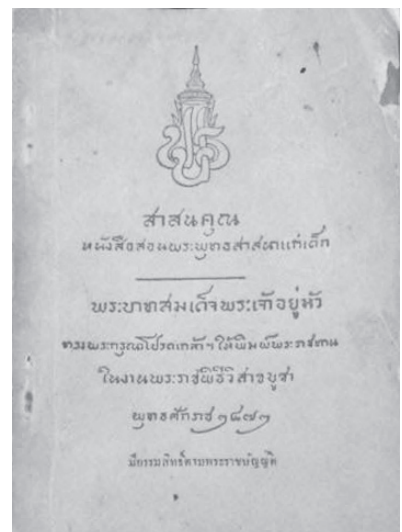 สาสนคุณ
หนังสือสอนพระพุทธสาสนาแก่เด็ก
พระบาทสมเด็จพระเจ้าอยู่หัว
ทรงพระกรุณาโปรดเกล้าฯ ให้พิมพ์พระราชทาน
ในงานพระราชพิธีวิสาขบูชา
พุทธศักราช ๒๔๗๓
มีกรรมสิทธิ์ตามพระราชบัญญัติ